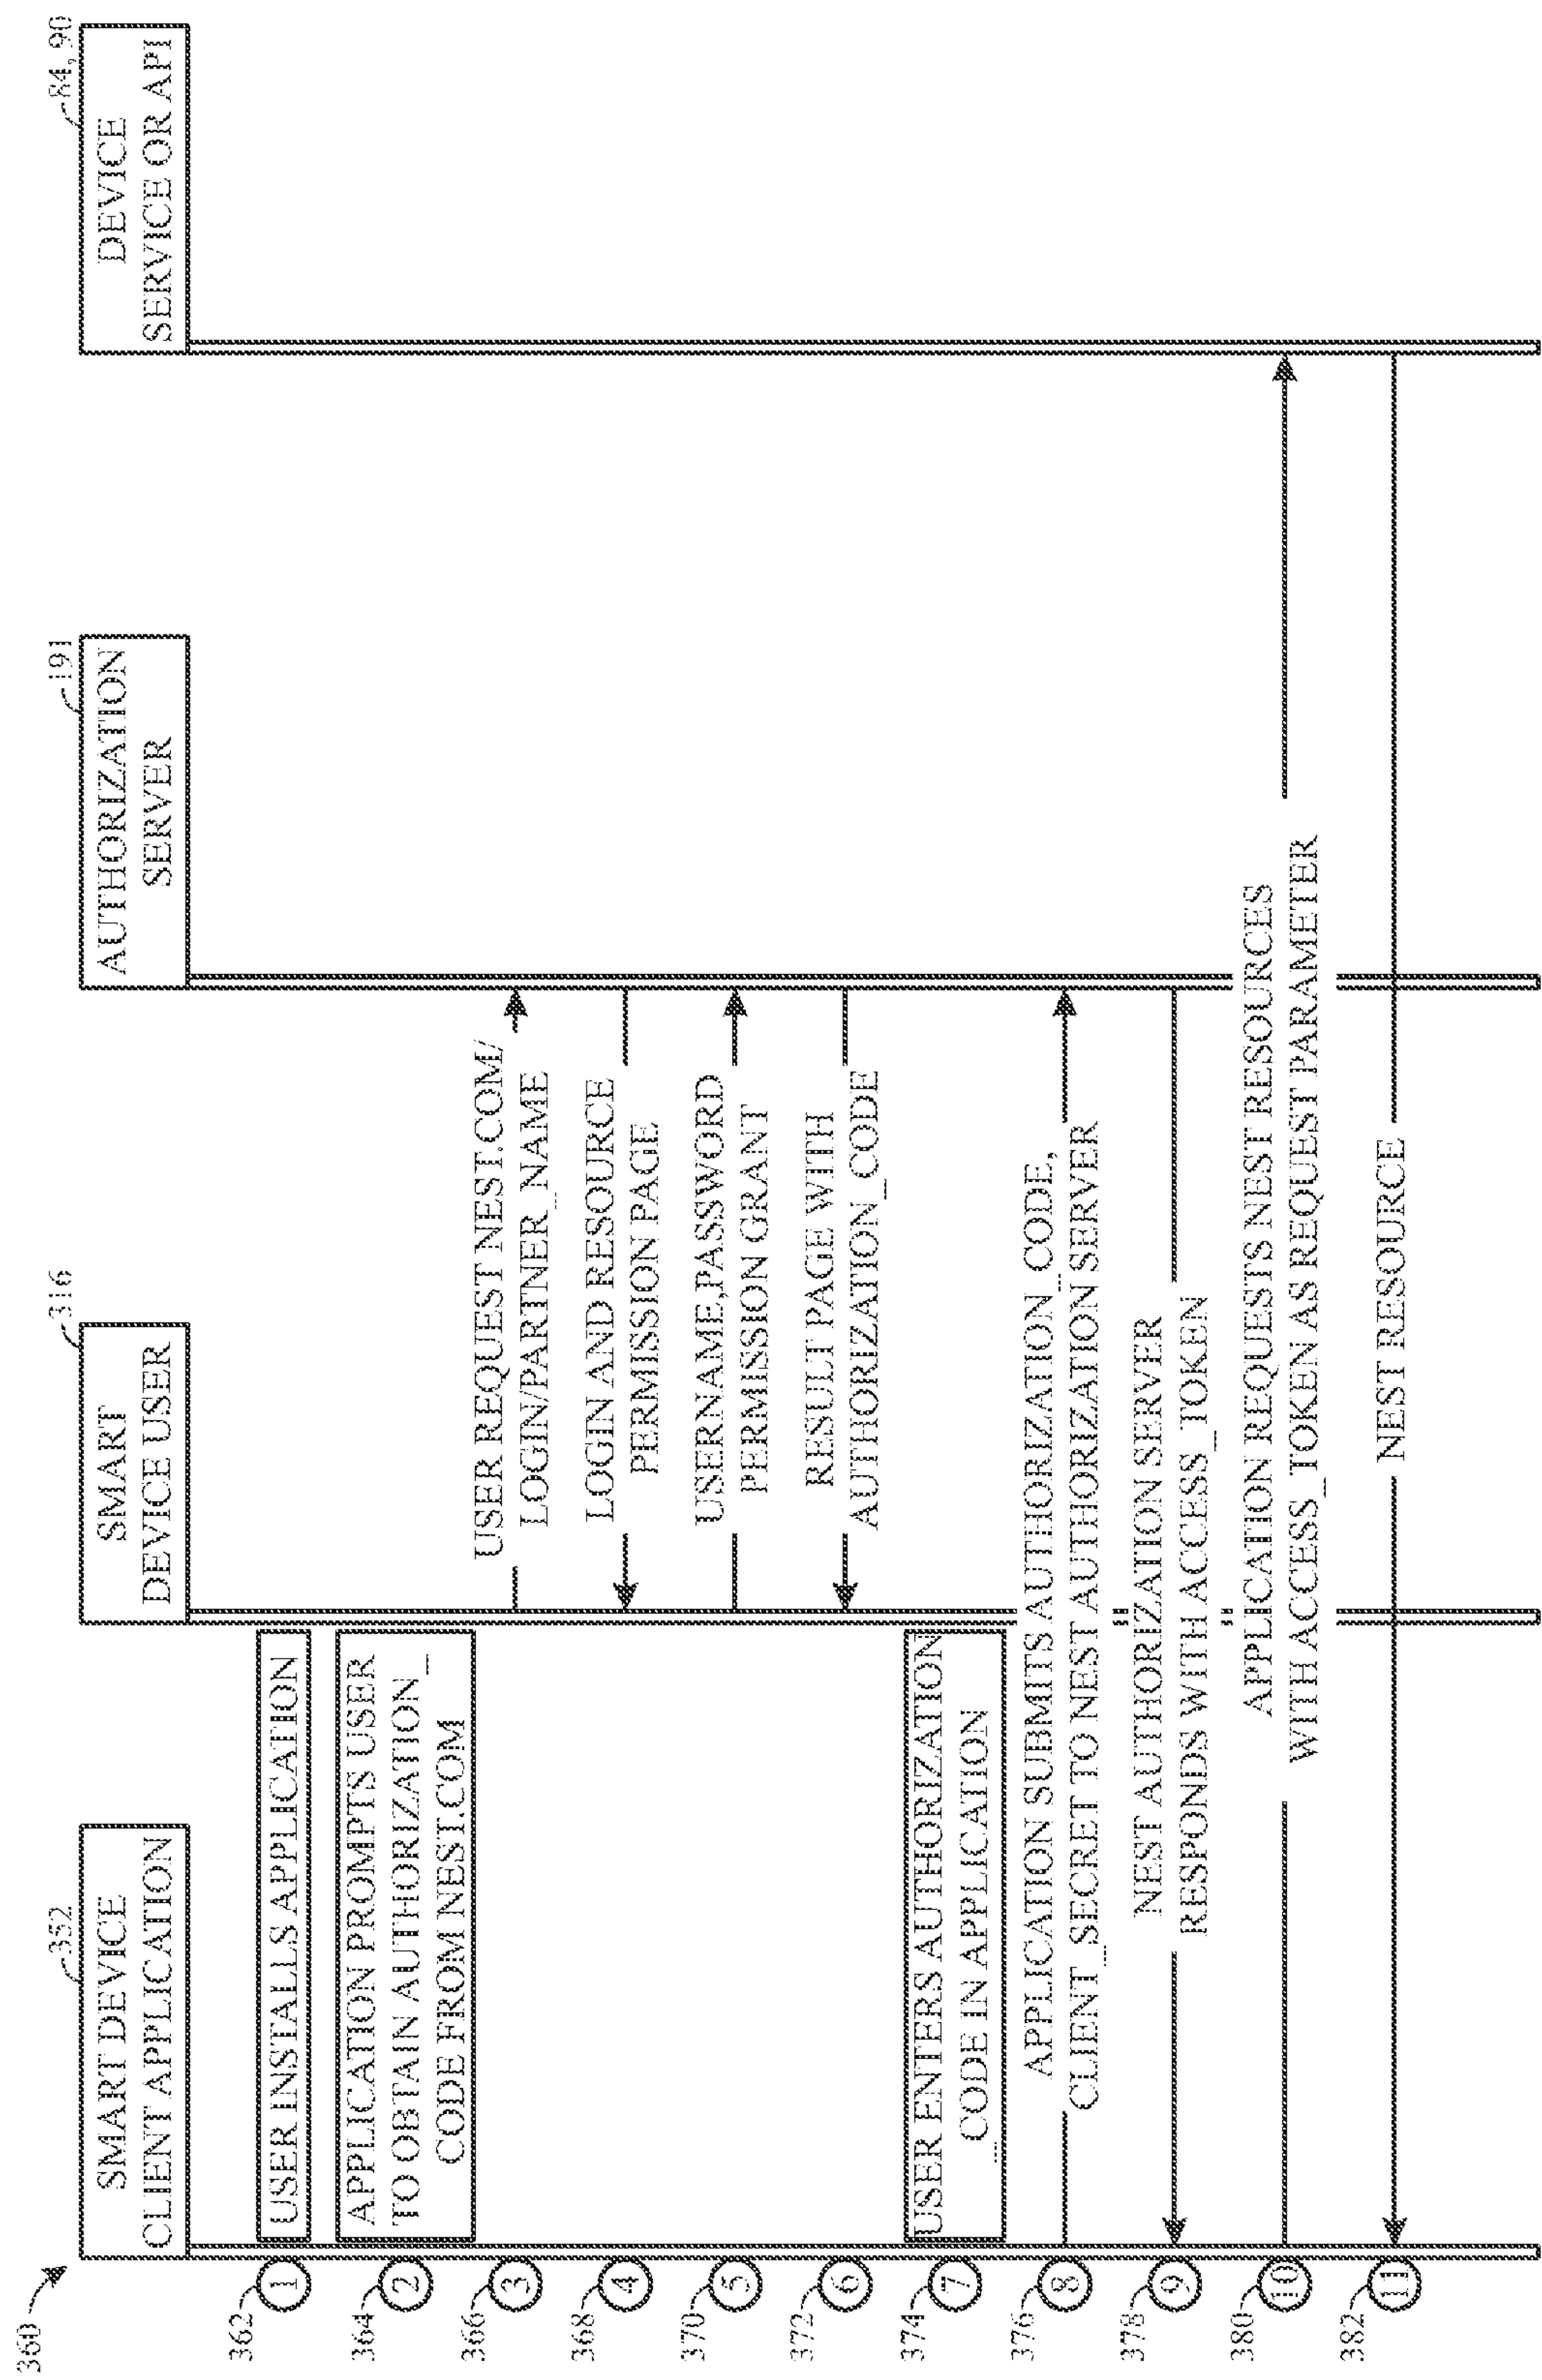 360
352
SMART DEVICE
CLIENT APPLICATION
316
SMART
DEVICE USER
191
AUTHORIZATION
SERVER
84, 90
DEVICE
SERVICE OR API
362
1
USER INSTALLS APPLICATION
364
2
APPLICATION PROMPTS USER
TO OBTAIN AUTHORIZATION_
CODE FROM NEST.COM
366
3
USER REQUEST NEST.COM/
LOGIN/PARTNER_NAME
368
4
LOGIN AND RESOURCE
PERMISSION PAGE
370
5
USERNAME,PASSWORD
PERMISSION GRANT
372
6
RESULT PAGE WITH
AUTHORIZATION_CODE
374
7
USER ENTERS AUTHORIZATION
_CODE IN APPLICATION
376
8
APPLICATION SUBMITS AUTHORIZATION_CODE,
CLIENT_SECRET TO NEST AUTHORIZATION SERVER
378
9
NEST AUTHORIZATION SERVER
RESPONDS WITH ACCESS_TOKEN
380
10
APPLICATION REQUESTS NEST RESOURCES
WITH ACCESS_TOKEN AS REQUEST PARAMETER
382
11
NEST RESOURCE